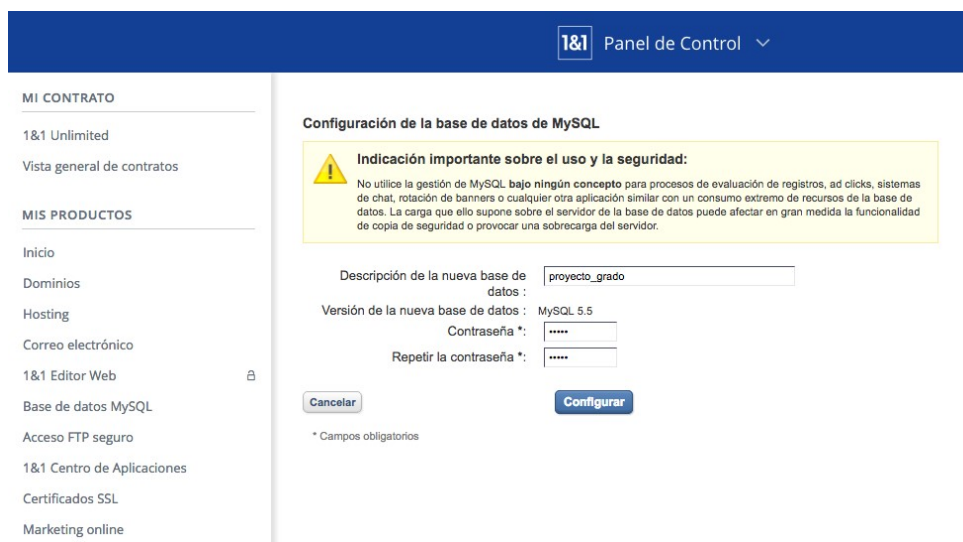 1&1 Panel de Control
MI CONTRATO
1&1 Unlimited
Vista general de contratos
MIS PRODUCTOS
Inicio
Dominios
Hosting
Correo electrónico
1&1 Editor Web
Base de datos MySQL
Acceso FTP seguro
1&1 Centro de Aplicaciones
Certificados SSL
Marketing online
Configuración de la base de datos de MySQL
Indicación importante sobre el uso y la seguridad:
No utilice la gestión de MySQL bajo ningún concepto para procesos de evaluación de registros, ad clicks, sistemas
de chat, rotación de banners o cualquier otra aplicación similar con un consumo extremo de recursos de la base de
datos. La carga que ello supone sobre el servidor de la base de datos puede afectar en gran medida la funcionalidad
de copia de seguridad o provocar una sobrecarga del servidor.
Descripción de la nueva base de
datos :
proyecto_grado
Versión de la nueva base de datos : MySQL 5.5
Contraseña *: •••••
Repetir la contraseña *: •••••
Cancelar Configurar
* Campos obligatorios